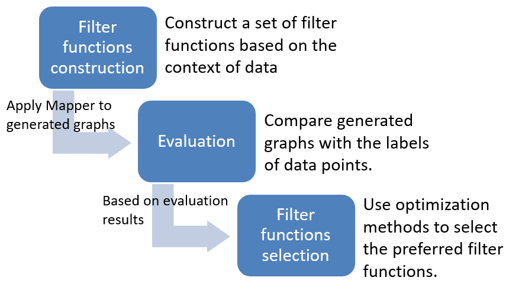 Filter
functions
construction
Construct a set of filter
functions based on the
context of data
Apply Mapper to
generated graphs
Evaluation
Compare generated
graphs with the labels
of data points.
Based on evaluation
results
Filter
functions
selection
Use optimization
methods to select
the preferred filter
functions.